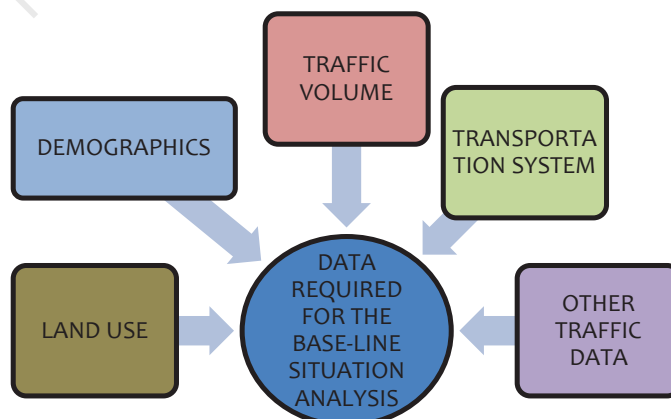 TRAFFIC
VOLUME
DEMOGRAPHICS
TRANSPORTA
TION SYSTEM
LAND USE
DATA
REQUIRED
FOR THE
BASE-LINE
SITUATION
ANALYSIS
OTHER
TRAFFIC
DATA